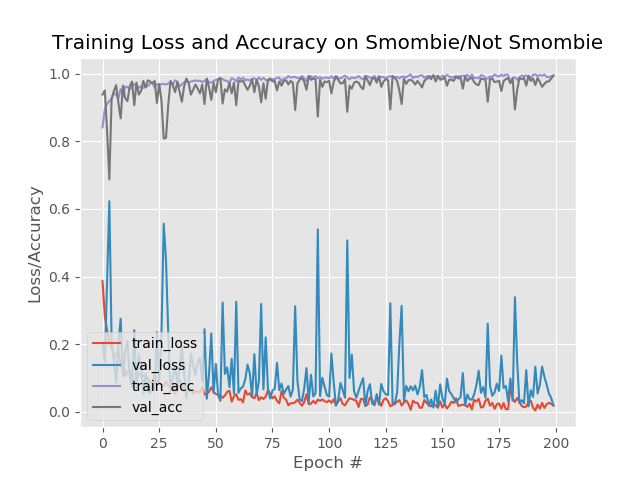 Training Loss and Accuracy on Smombie/Not Smombie
1.0
0.8
0.6
0.4
0.2
0.0
Loss/Accuracy
train_loss
val_loss
train_acc
val_acc
0 25 50 75 100 125 150 175 200
Epoch #